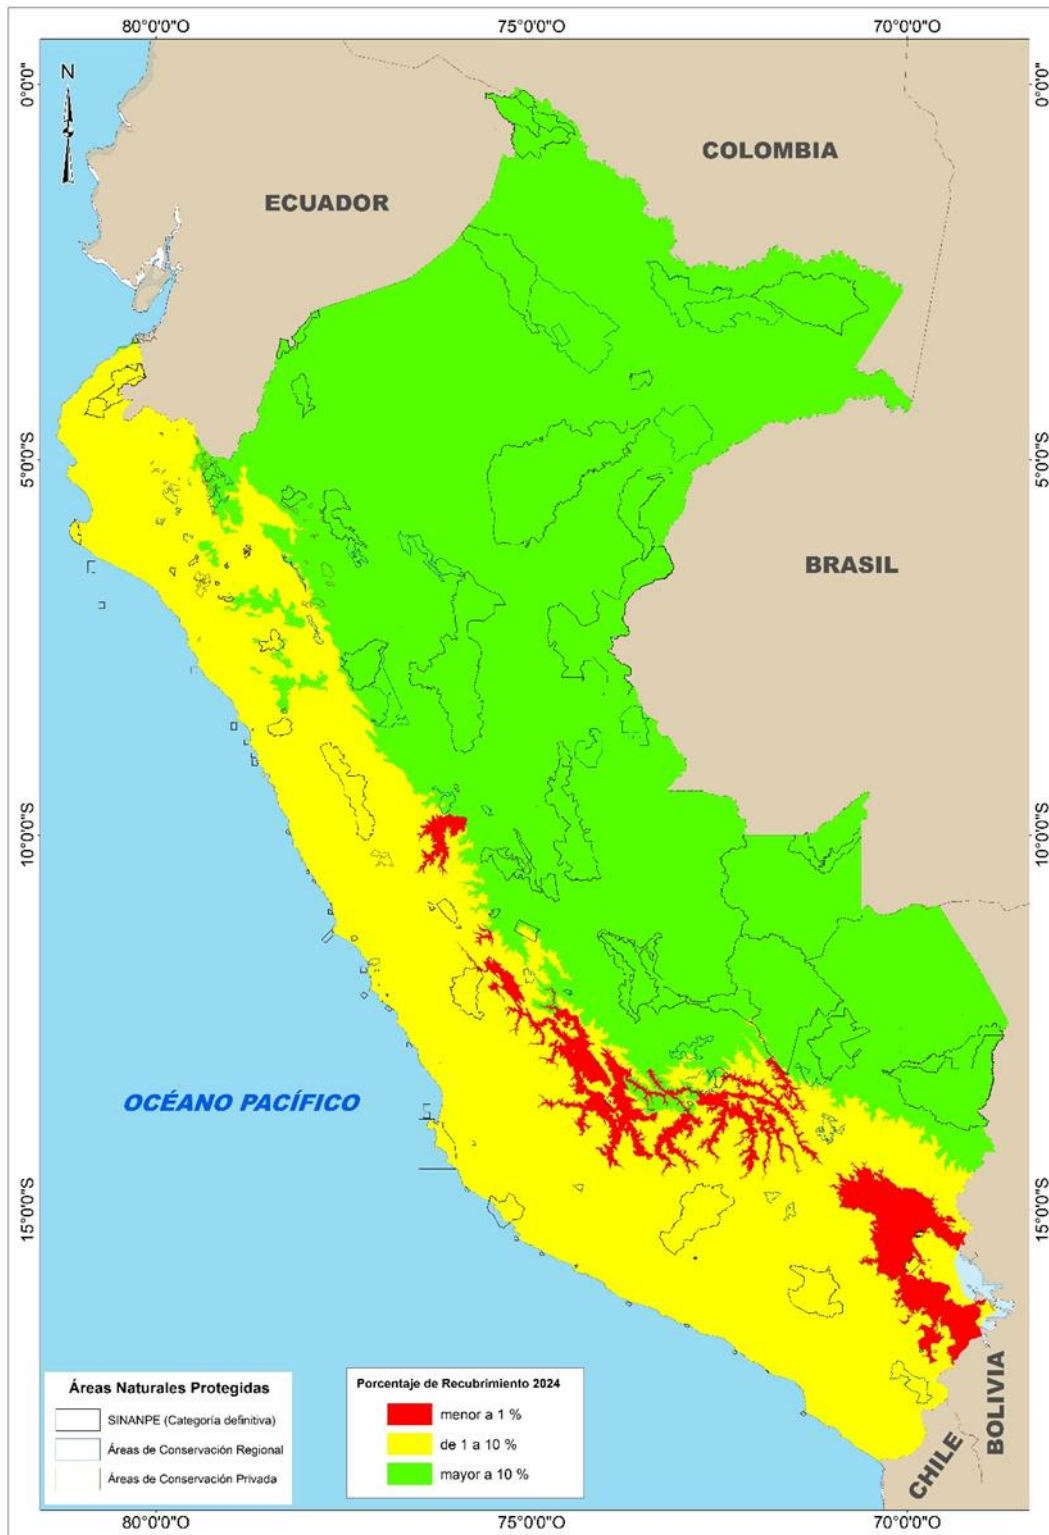 80°0'0"O 75°0'0"O 70°0'0"O
N
0°0'0"
0°0'0"
COLOMBIA
ECUADOR
5°0'0"S
5°0'0"S
BRASIL
10°0'0"S
10°0'0"S
OCÉANO PACÍFICO
15°0'0"S
15°0'0"S
BOLIVIA
CHILE
Áreas Naturales Protegidas
SINANPE (Categoría definitiva)
Áreas de Conservación Regional
Áreas de Conservación Privada
Porcentaje de Recubrimiento 2024
menor a 1 %
de 1 a 10 %
mayor a 10 %
80°0'0"O 75°0'0"O 70°0'0"O